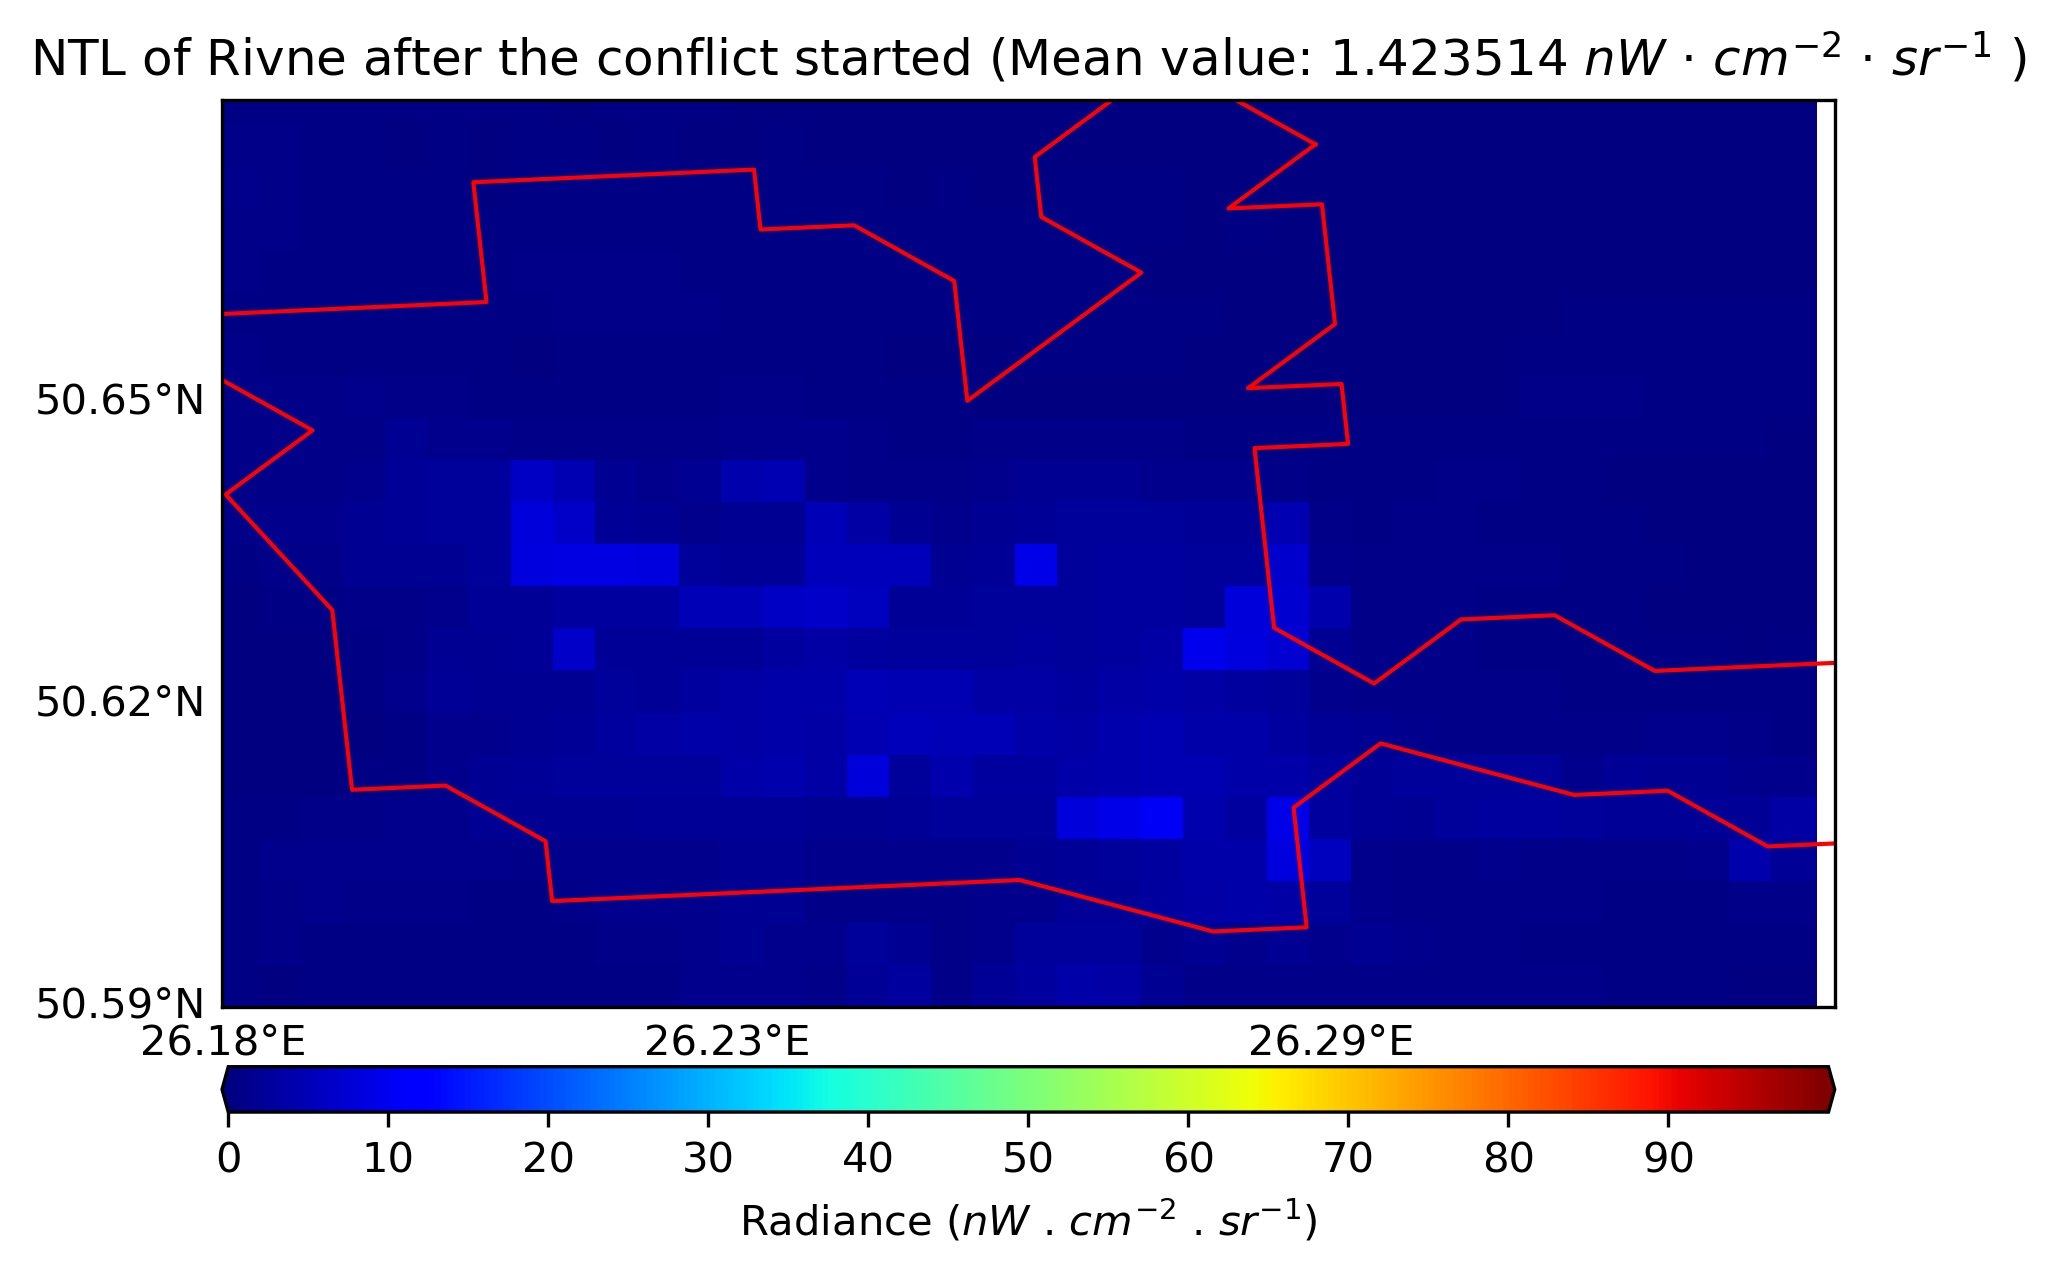 NTL of Rivne after the conflict started (Mean value: 1.423514 nW · cm⁻² · sr⁻¹ )
50.65°N
50.62°N
50.59°N
26.18°E 26.23°E 26.29°E
0 10 20 30 40 50 60 70 80 90
Radiance (nW . cm⁻² . sr⁻¹)